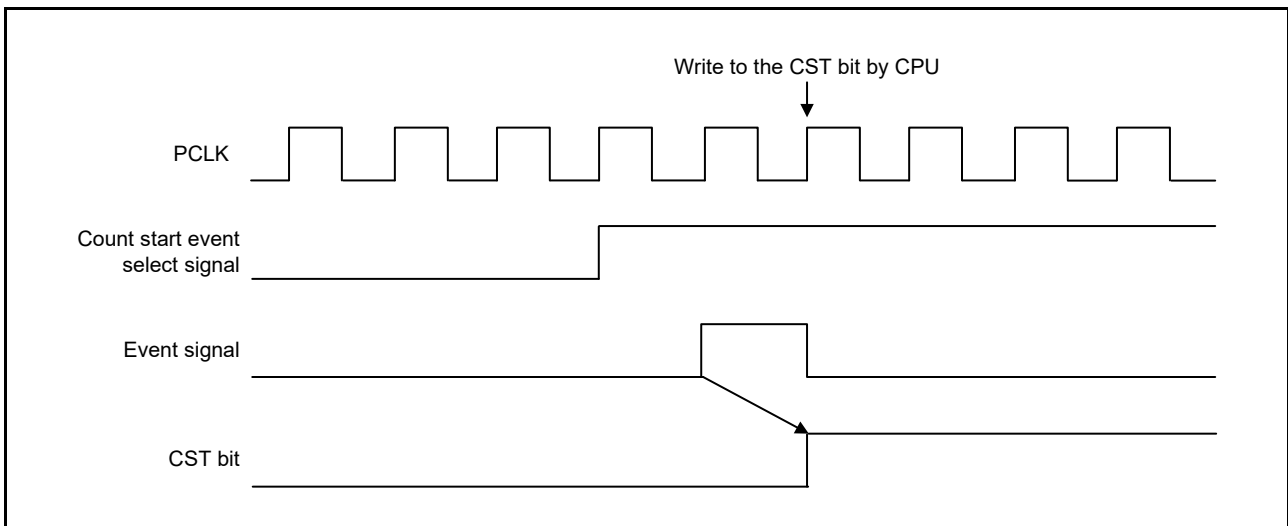 Write to the CST bit by CPU
PCLK
Count start event
select signal
Event signal
CST bit